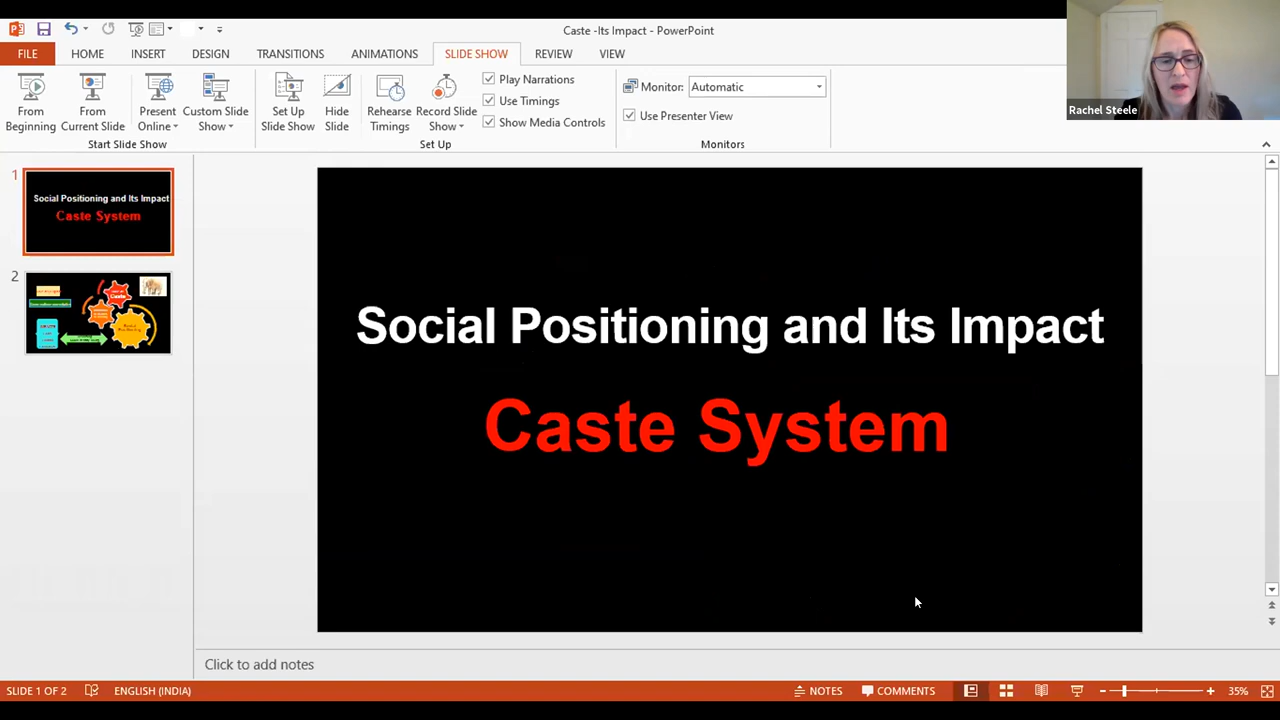 Caste -Its Impact - PowerPoint
FILE HOME INSERT DESIGN TRANSITIONS ANIMATIONS SLIDE SHOW REVIEW VIEW
From Beginning
From Current Slide
Present Online
Custom Slide Show
Start Slide Show
Set Up Slide Show
Hide Slide
Rehearse Timings
Record Slide Show
Play Narrations
Use Timings
Show Media Controls
Set Up
Monitor: Automatic
Use Presenter View
Monitors
Rachel Steele
1
Social Positioning and Its Impact
Caste System
2
Social Positioning and Its Impact
Caste System
Click to add notes
SLIDE 1 OF 2 ENGLISH (INDIA) NOTES COMMENTS 35%